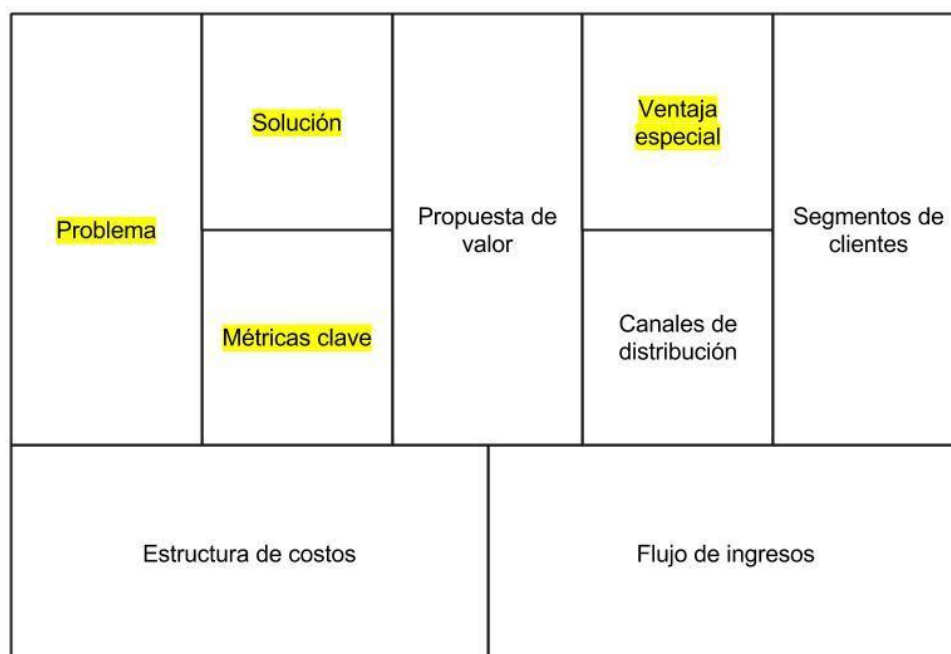 Problema
Solución
Métricas clave
Propuesta de
valor
Ventaja
especial
Canales de
distribución
Segmentos de
clientes
Estructura de costos
Flujo de ingresos